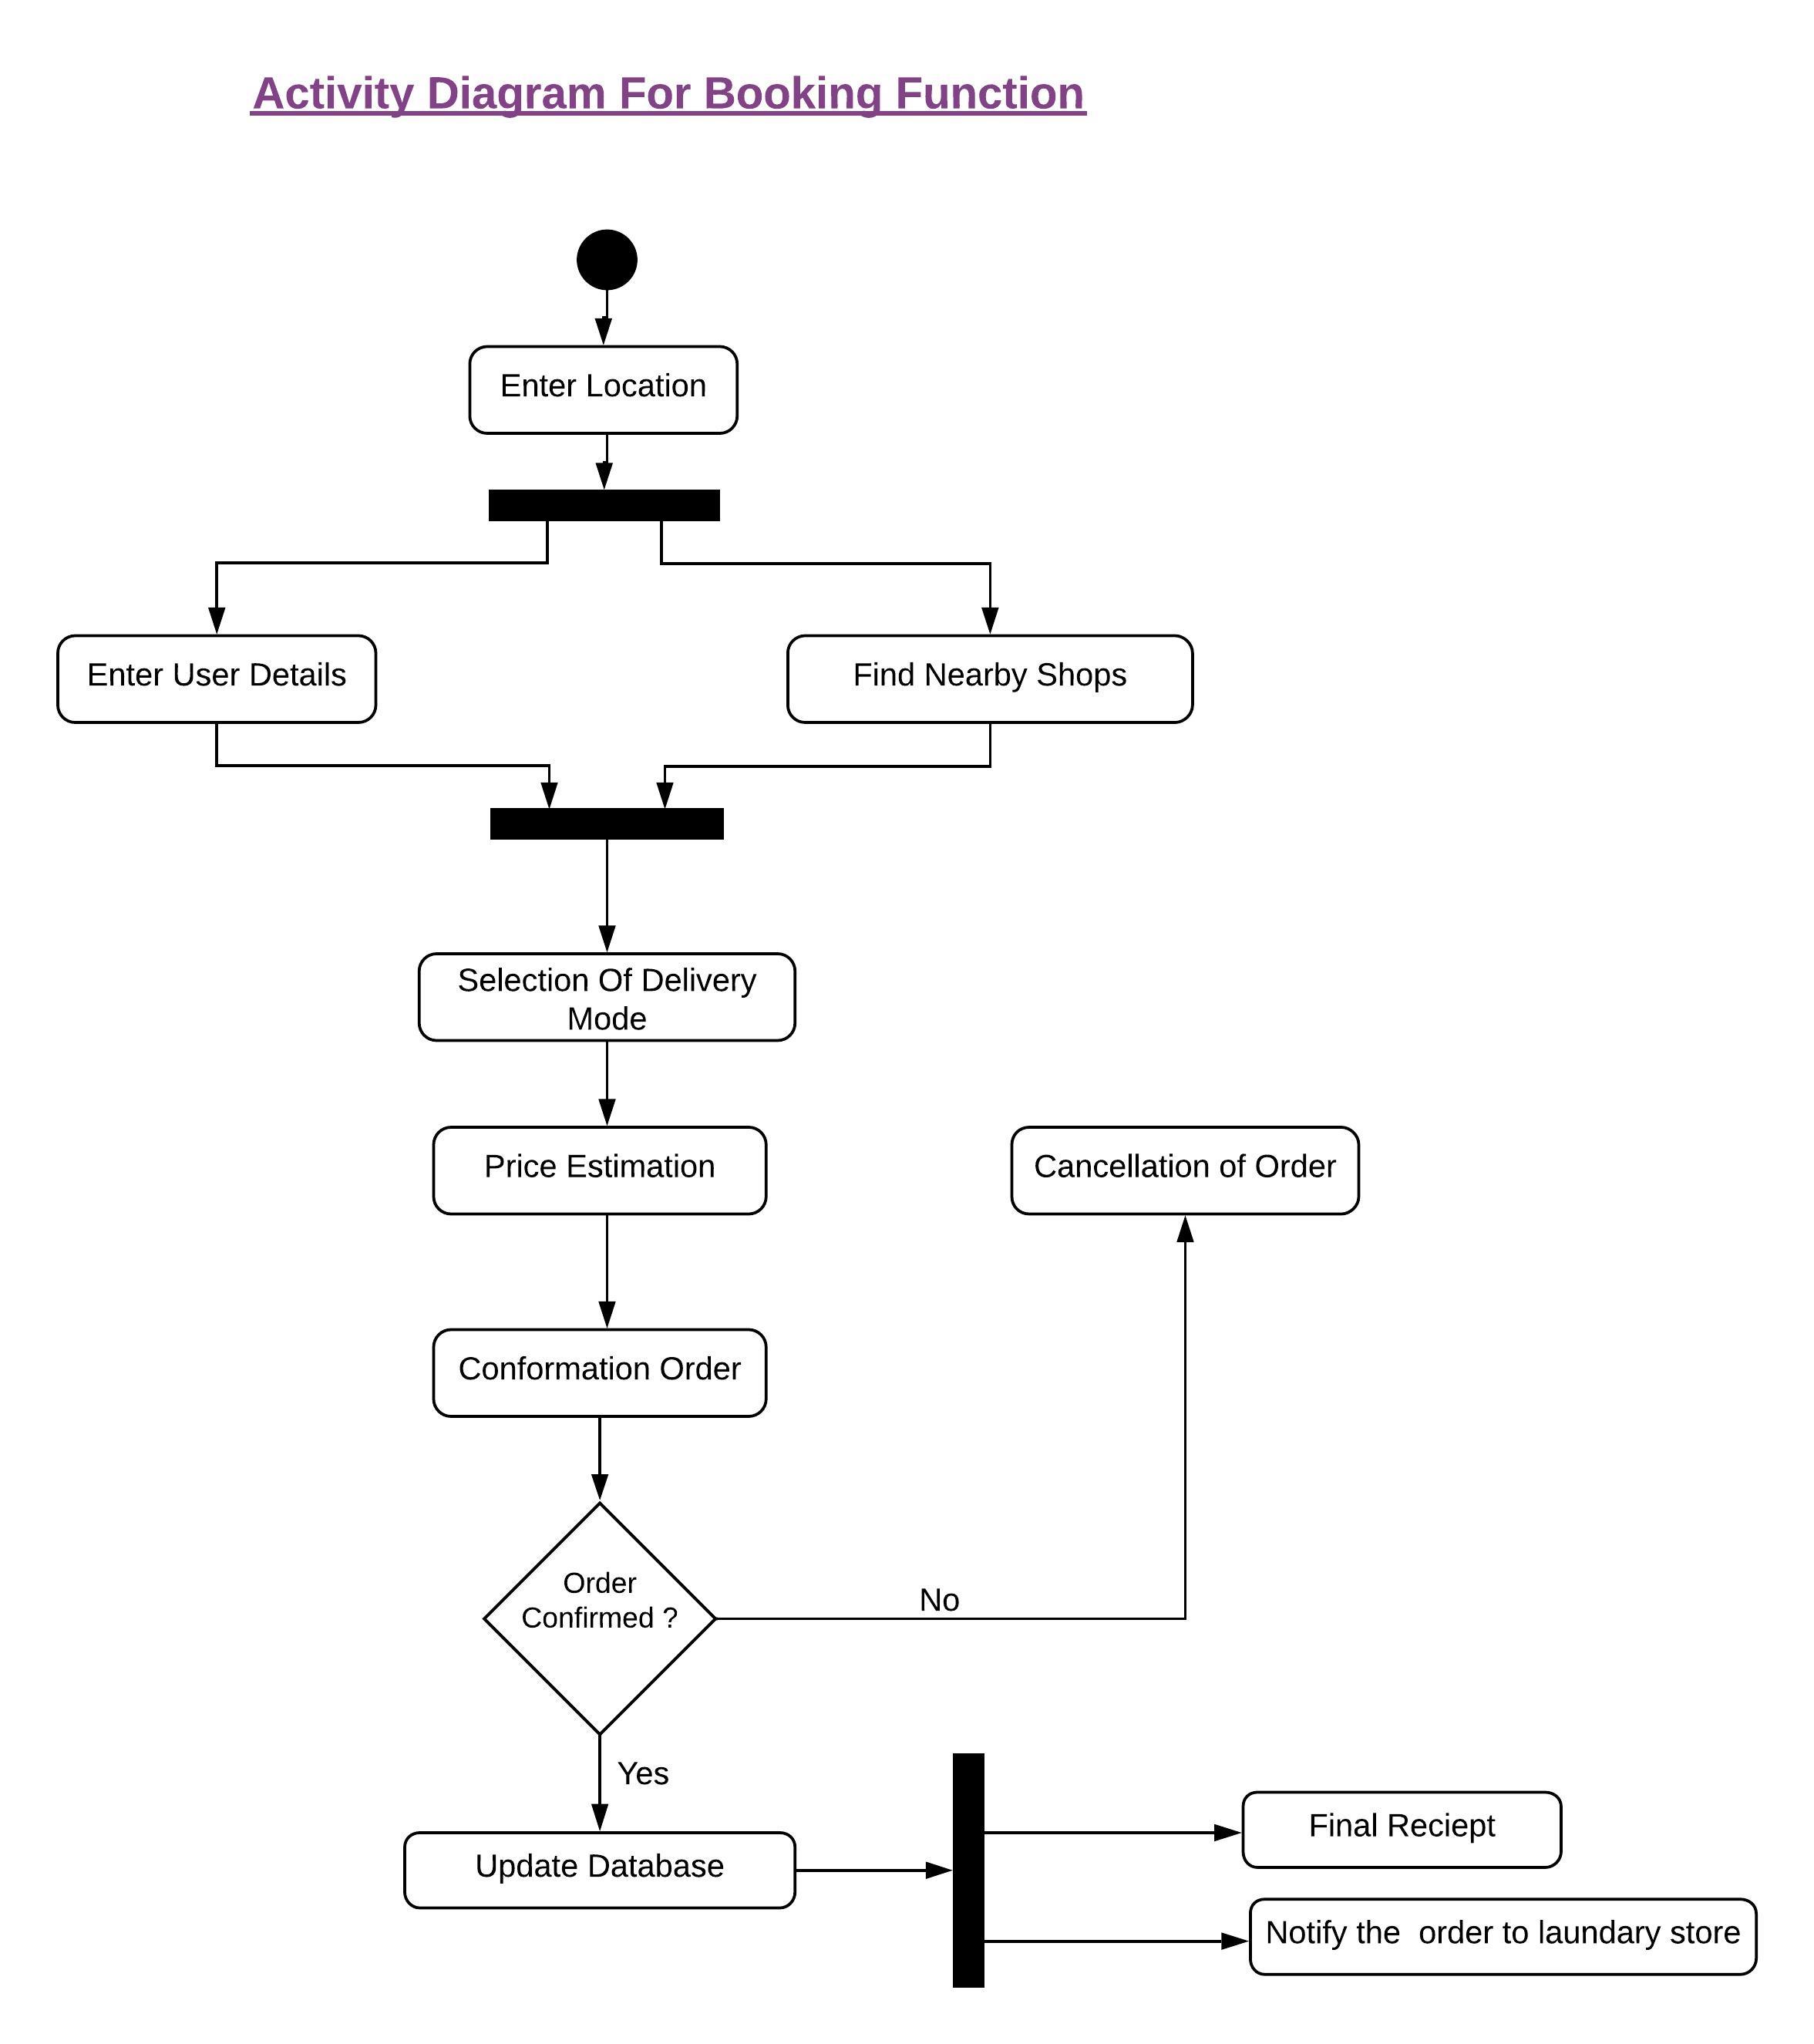 Activity Diagram For Booking Function
Enter Location
Enter User Details
Find Nearby Shops
Selection Of Delivery
Mode
Price Estimation
Cancellation of Order
Conformation Order
Order
Confirmed ?
No
Yes
Update Database
Final Reciept
Notify the  order to laundary store